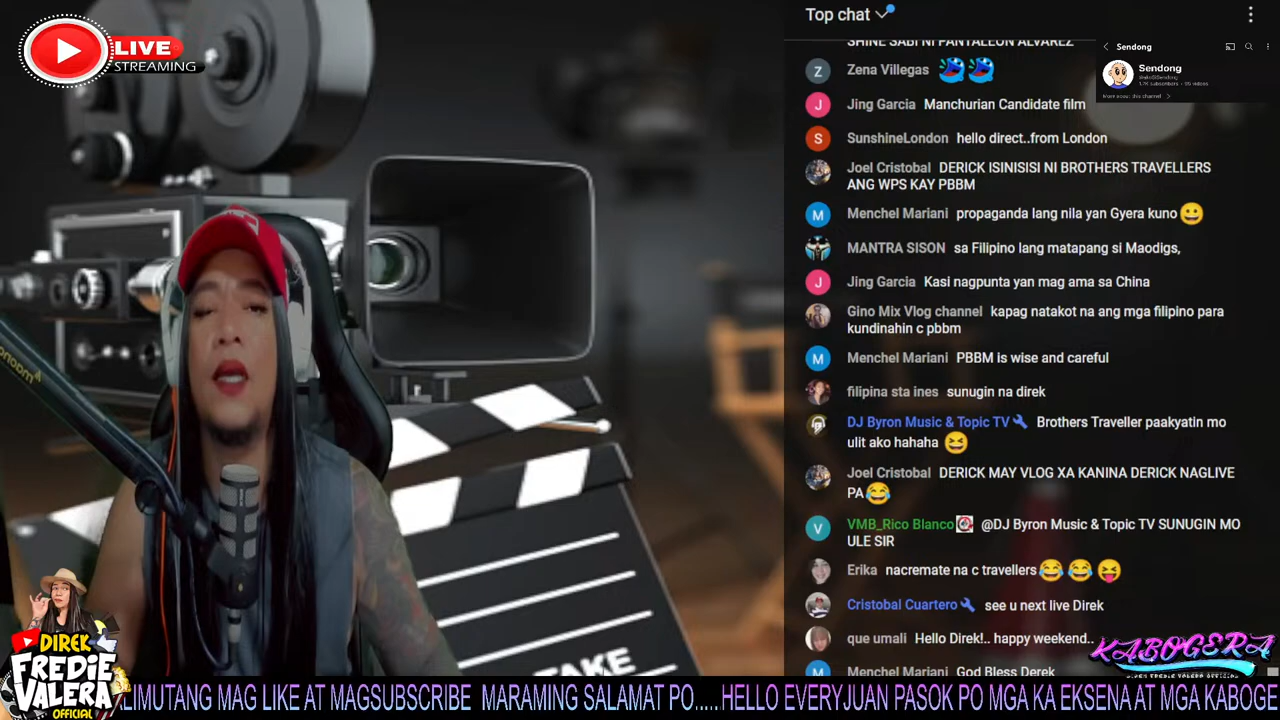 LIVE
STREAMING
Top chat
SHINE SABI NI PANTALEON ALVAREZ
Sendong
Sendong
Z Zena Villegas
J Jing Garcia Manchurian Candidate film
S SunshineLondon hello direct..from London
Joel Cristobal DERICK ISINISISI NI BROTHERS TRAVELLERS
ANG WPS KAY PBBM
M Menchel Mariani propaganda lang nila yan Gyera kuno😀
MANTRA SISON sa Filipino lang matapang si Maodigs,
J Jing Garcia Kasi nagpunta yan mag ama sa China
Gino Mix Vlog channel kapag natakot na ang mga filipino para
kundinahin c pbbm
M Menchel Mariani PBBM is wise and careful
filipina sta ines sunugin na direk
DJ Byron Music & Topic TV🔧 Brothers Traveller paakyatin mo
ulit ako hahaha 😆
Joel Cristobal DERICK MAY VLOG XA KANINA DERICK NAGLIVE
PA😂
V VMB_Rico Blanco @DJ Byron Music & Topic TV SUNUGIN MO
ULE SIR
Erika nacremate na c travellers😂😂😝
Cristobal Cuartero🔧 see u next live Direk
que umali Hello Direk!.. happy weekend..
M Menchel Mariani God Bless Derek
KABOGERA
TAKE
maono
DIREK
FREDIE
VALERA
OFFICIAL
LIMUTANG MAG LIKE AT MAGSUBSCRIBE MARAMING SALAMAT PO.....HELLO EVERYJUAN PASOK PO MGA KA EKSENA AT MGA KABOGE